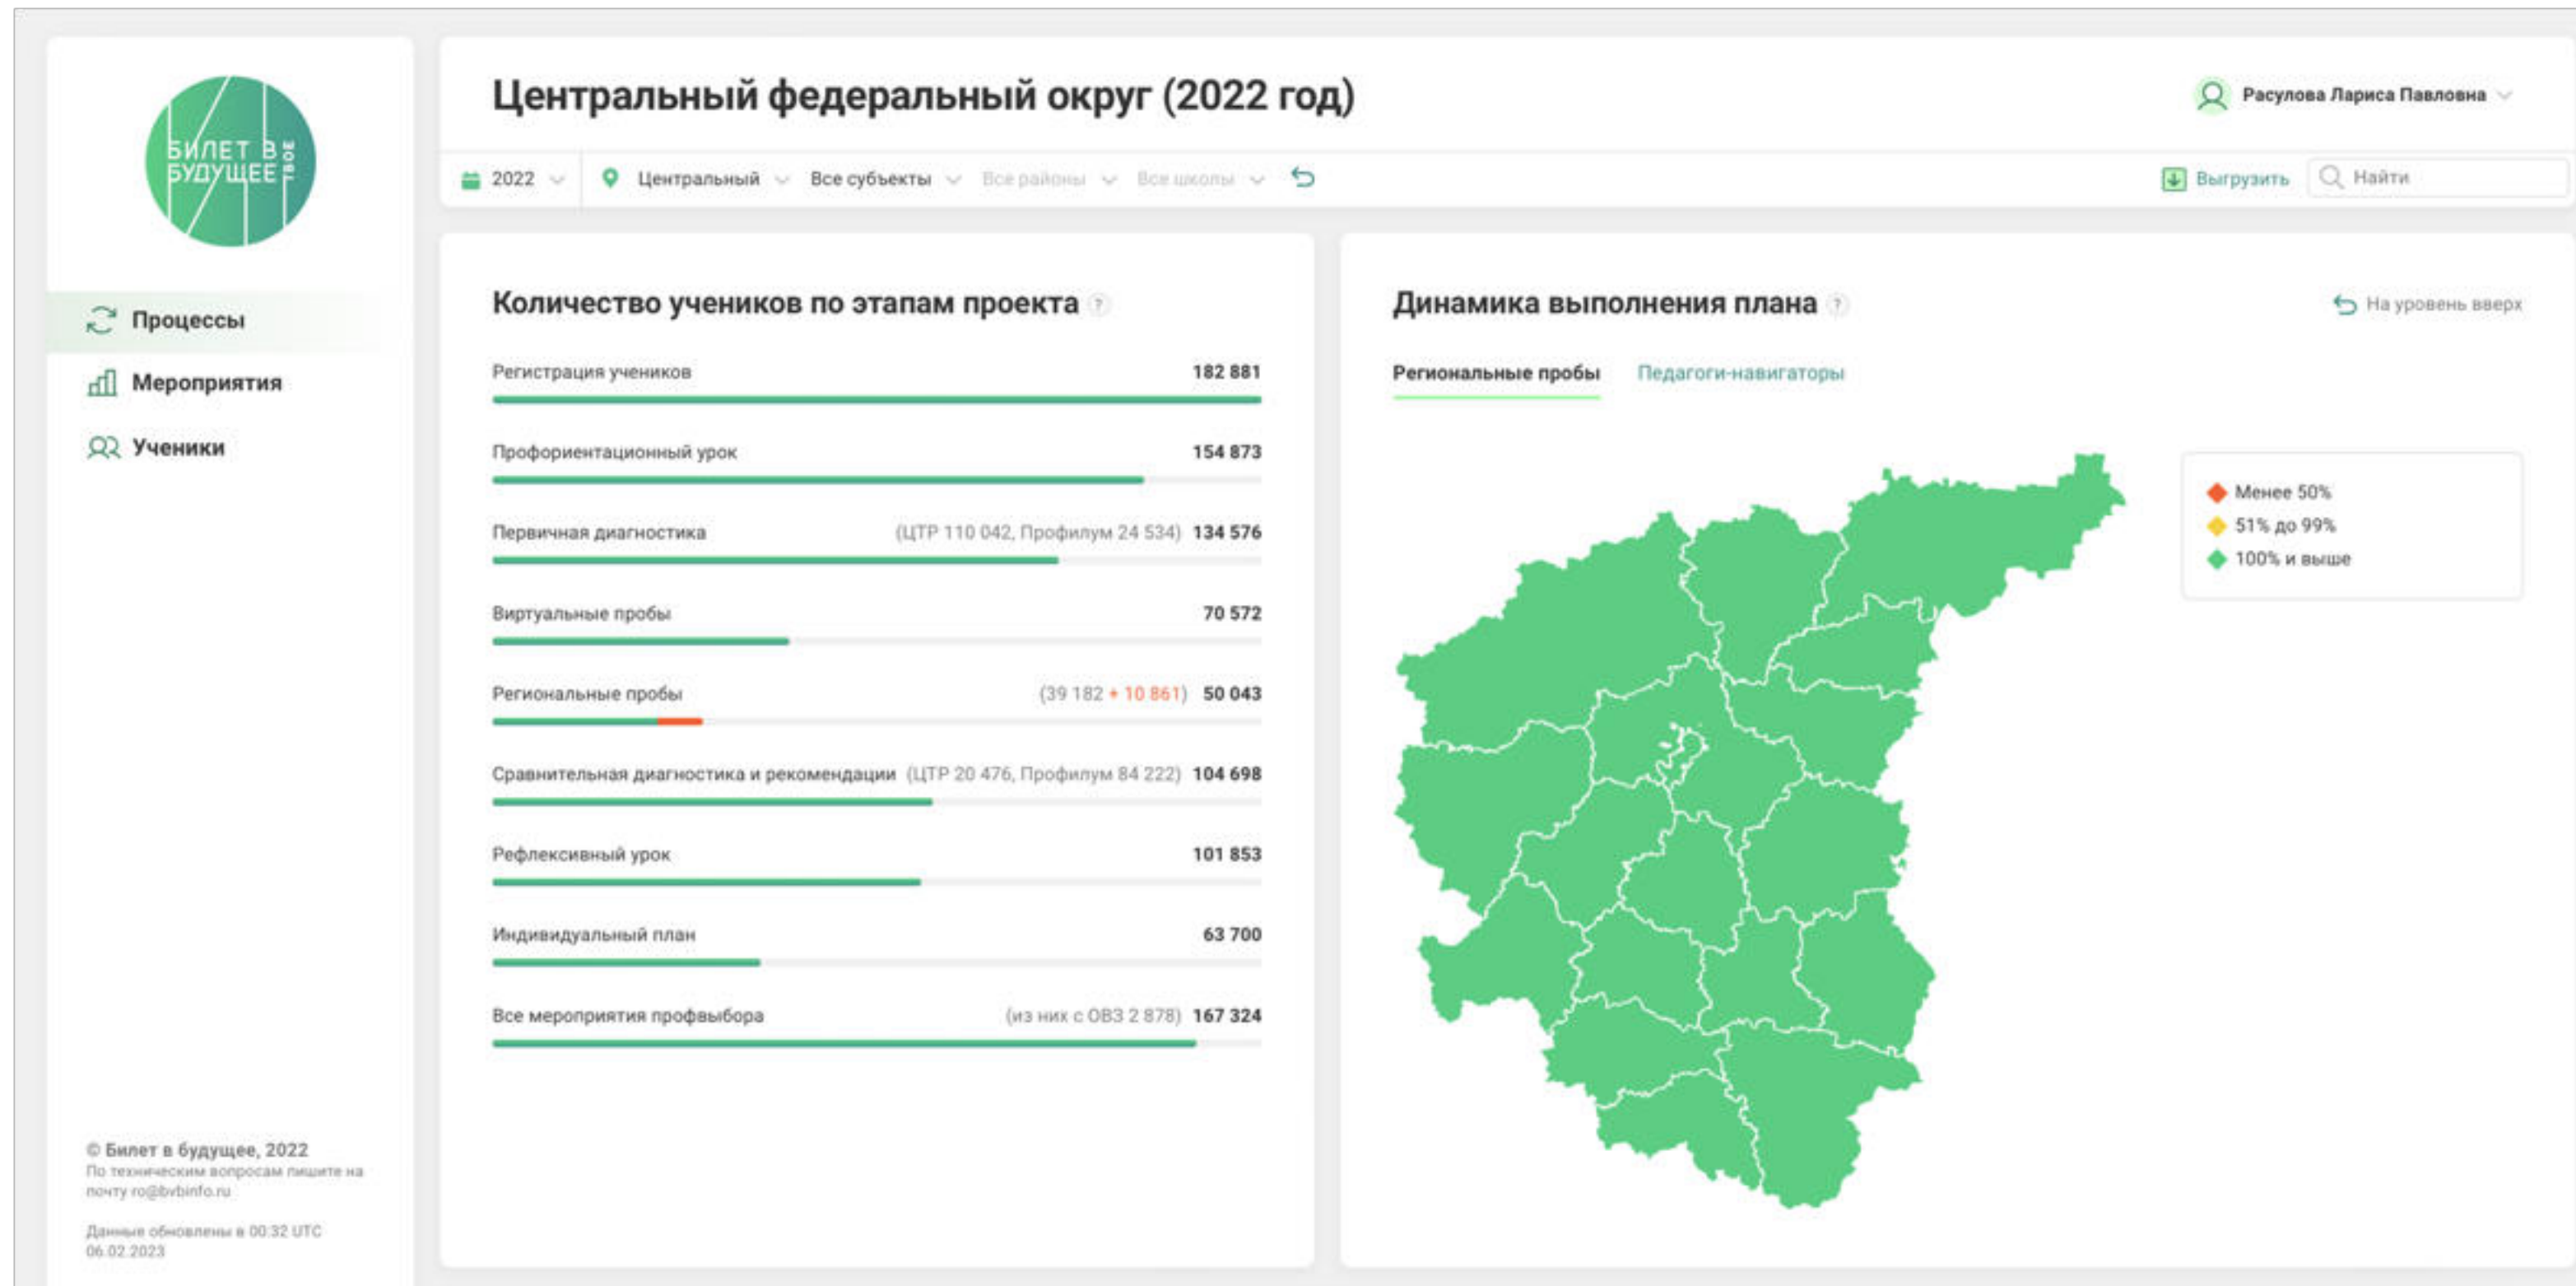 БИЛЕТ В
БУДУЩЕЕ
ТВОЕ
Процессы
Мероприятия
Ученики
© Билет в будущее, 2022
По техническим вопросам пишите на
почту ro@bvbinfo.ru
Данные обновлены в 00:32 UTC
06.02.2023
Центральный федеральный округ (2022 год)
Расулова Лариса Павловна
2022 Центральный Все субъекты Все районы Все школы Выгрузить Найти
Количество учеников по этапам проекта ?
Регистрация учеников 182 881
Профориентационный урок 154 873
Первичная диагностика (ЦТР 110 042, Профилум 24 534) 134 576
Виртуальные пробы 70 572
Региональные пробы (39 182 + 10 861) 50 043
Сравнительная диагностика и рекомендации (ЦТР 20 476, Профилум 84 222) 104 698
Рефлексивный урок 101 853
Индивидуальный план 63 700
Все мероприятия профвыбора (из них с ОВЗ 2 878) 167 324
Динамика выполнения плана ? На уровень вверх
Региональные пробы Педагоги-навигаторы
Менее 50%
51% до 99%
100% и выше